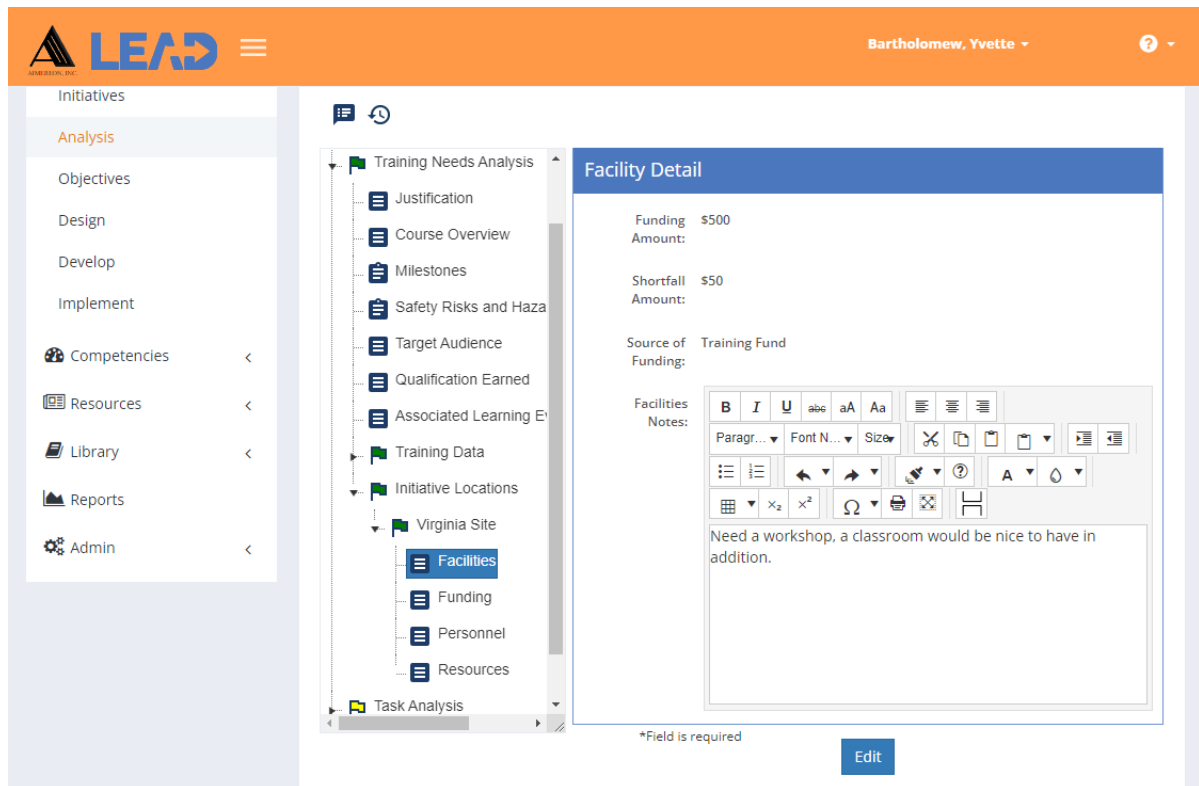 AIMEREON, INC.
LEAD
Bartholomew, Yvette
?
Initiatives
Analysis
Objectives
Design
Develop
Implement
Competencies
Resources
Library
Reports
Admin
Training Needs Analysis
Justification
Course Overview
Milestones
Safety Risks and Haza
Target Audience
Qualification Earned
Associated Learning Ev
Training Data
Initiative Locations
Virginia Site
Facilities
Funding
Personnel
Resources
Task Analysis
Facility Detail
Funding Amount: $500
Shortfall Amount: $50
Source of Funding: Training Fund
Facilities Notes:
B I U abc aA Aa
Paragr... Font N... Size
?
A
x₂ x² Ω
Need a workshop, a classroom would be nice to have in
addition.
*Field is required
Edit